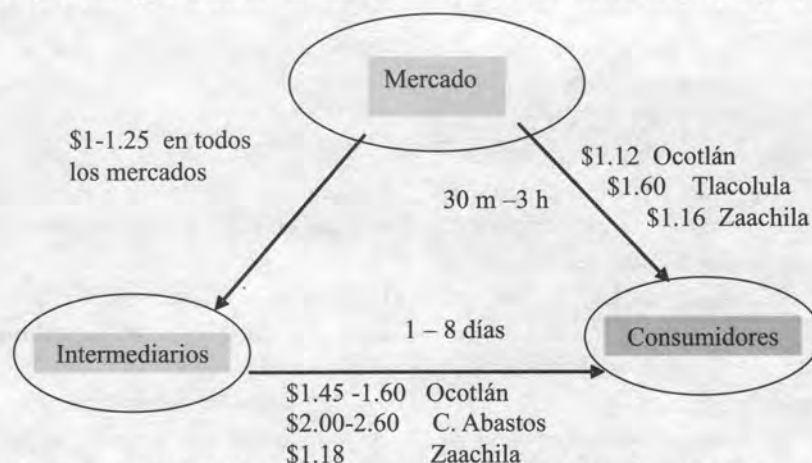 Mercado
$1-1.25 en todos
los mercados
$1.12 Ocotlán
$1.60 Tlacolula
$1.16 Zaachila
30 m –3 h
Intermediarios
1 – 8 días
Consumidores
$1.45 -1.60 Ocotlán
$2.00-2.60 C. Abastos
$1.18 Zaachila